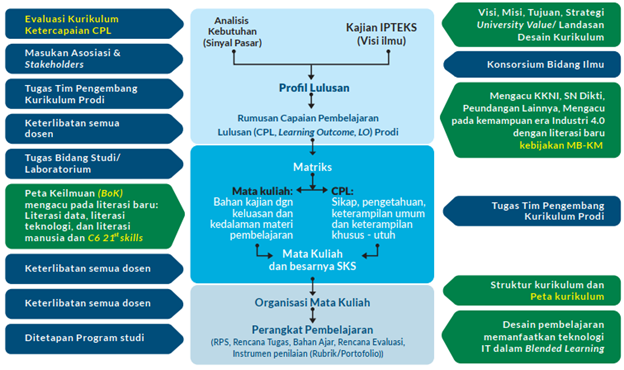 Evaluasi Kurikulum
Ketercapaian CPL
Masukan Asosiasi &
Stakeholders
Tugas Tim Pengembang
Kurikulum Prodi
Keterlibatan semua
dosen
Tugas Bidang Studi/
Laboratorium
Peta Keilmuan (BoK)
mengacu pada literasi baru:
Literasi data, literasi
teknologi, dan literasi
manusia dan C6 21st skills
Keterlibatan semua dosen
Keterlibatan semua dosen
Ditetapan Program studi
Analisis
Kebutuhan
(Sinyal Pasar)
Kajian IPTEKS
(Visi ilmu)
Profil Lulusan
Rumusan Capaian Pembelajaran
Lulusan (CPL, Learning Outcome, LO) Prodi
Matriks
Mata kuliah:
Bahan kajian dgn
keluasan dan
kedalaman materi
pembelajaran
CPL:
Sikap, pengetahuan,
keterampilan umum
dan keterampilan
khusus - utuh
Mata Kuliah
dan besarnya SKS
Organisasi Mata Kuliah
Perangkat Pembelajaran
(RPS, Rencana Tugas, Bahan Ajar, Rencana Evaluasi,
Instrumen penilaian (Rubrik/Portofolio))
Visi, Misi, Tujuan, Strategi
University Value/ Landasan
Desain Kurikulum
Konsorsium Bidang Ilmu
Mengacu KKNI, SN Dikti,
Peundangan Lainnya, Mengacu
pada kemampuan era Industri 4.0
dengan literasi baru
kebijakan MB-KM
Tugas Tim Pengembang
Kurikulum Prodi
Struktur kurikulum dan
Peta kurikulum
Desain pembelajaran
memanfaatkan teknologi
IT dalam Blended Learning